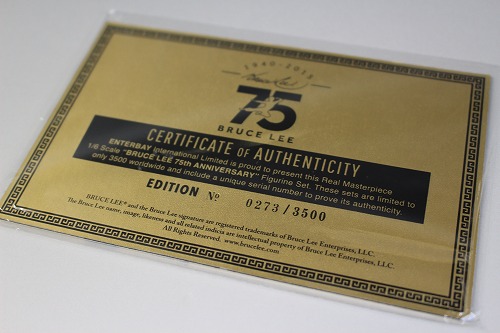 1940-2015
Bruce Lee
75
BRUCE LEE
CERTIFICATE OF AUTHENTICITY
ENTERBAY International Limited is proud to present this Real Masterpiece
1/6 Scale "BRUCE LEE 75th ANNIVERSARY" Figurine Set. These sets are limited to
only 3500 worldwide and include a unique serial number to prove its authenticity.
EDITION № 0273/3500
BRUCE LEE® and the Bruce Lee signature are registered trademarks of Bruce Lee Enterprises, LLC.
The Bruce Lee name, image, likeness and all related indicia are intellectual property of Bruce Lee Enterprises, LLC.
All Rights Reserved. www.brucelee.com.